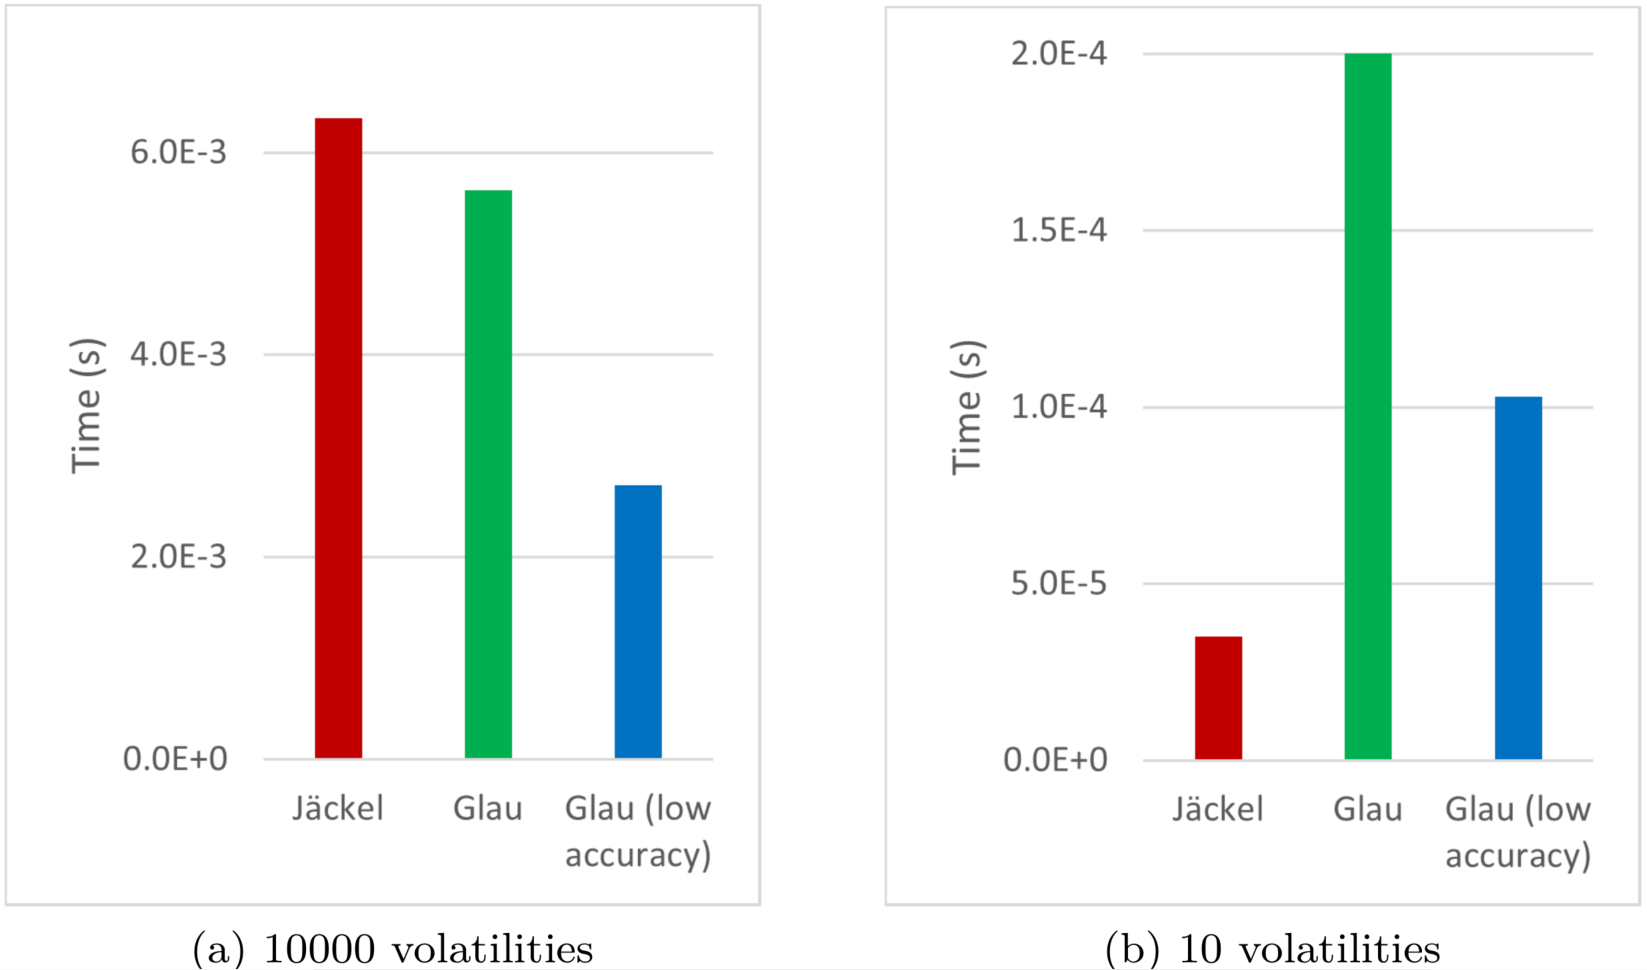 6.0E-3
4.0E-3
2.0E-3
0.0E+0
Time (s)
Jäckel
Glau
Glau (low
accuracy)
(a) 10000 volatilities
2.0E-4
1.5E-4
1.0E-4
5.0E-5
0.0E+0
Time (s)
Jäckel
Glau
Glau (low
accuracy)
(b) 10 volatilities